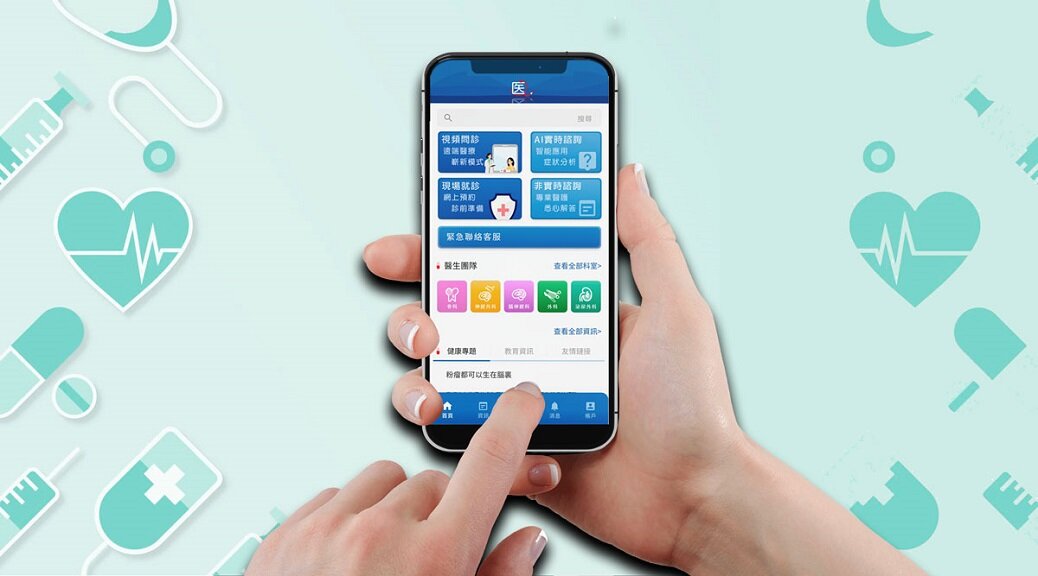 医
搜尋
視頻問診
遠端醫療
嶄新模式
AI實時諮詢
智能應用
症狀分析
現場就診
網上預約
診前準備
非實時諮詢
專業醫護
悉心解答
緊急聯絡客服
醫生團隊
查看全部科室>
骨科
神經外科
腦神經科
外科
泌尿外科
查看全部資訊>
健康專題
教育資訊
友情鏈接
粉瘤都可以生在腦裏
首頁
資訊
消息
帳戶